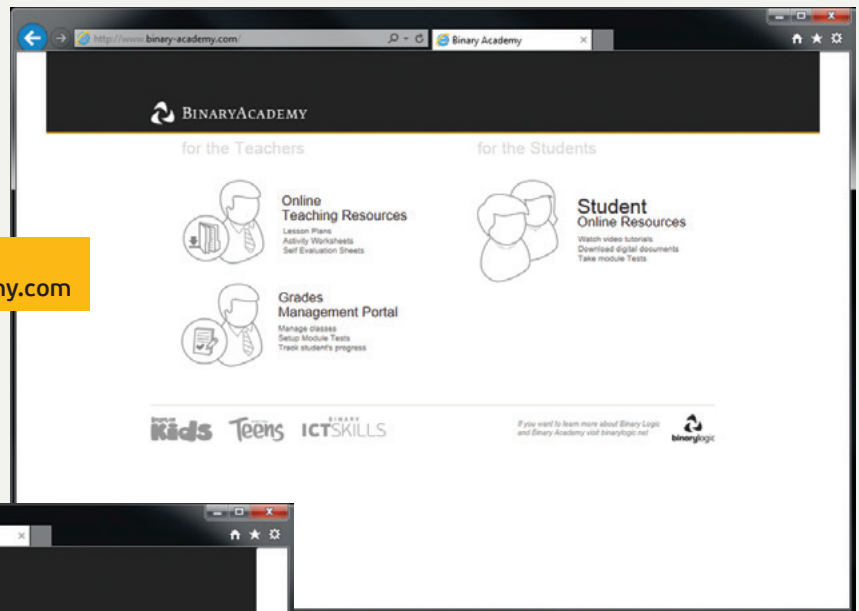 http://www.binary-academy.com/
Binary Academy
BINARYACADEMY
for the Teachers
for the Students
Online
Teaching Resources
Lesson Plans
Activity Worksheets
Self Evaluation Sheets
Student
Online Resources
Watch video tutorials
Download digital documents
Take module Tests
my.com
Grades
Management Portal
Manage classes
Setup Module Tests
Track student's progress
Kids Teens BINARY ICTSKILLS
If you want to learn more about Binary Logic
and Binary Academy visit binarylogic.net
binarylogic